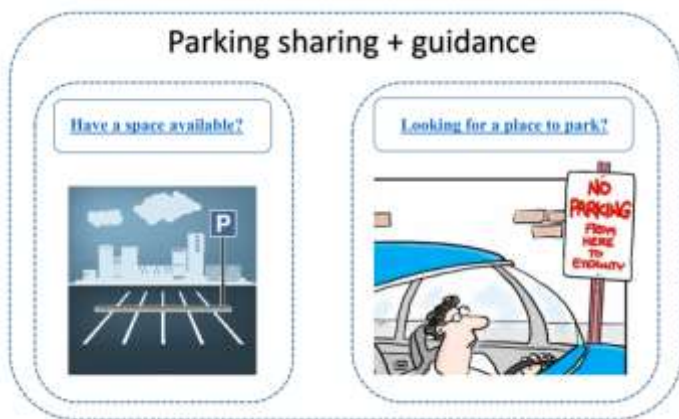 Parking sharing + guidance
Have a space available?
Looking for a place to park?
P
NO
PARKING
FROM
HERE
TO
ETERNITY